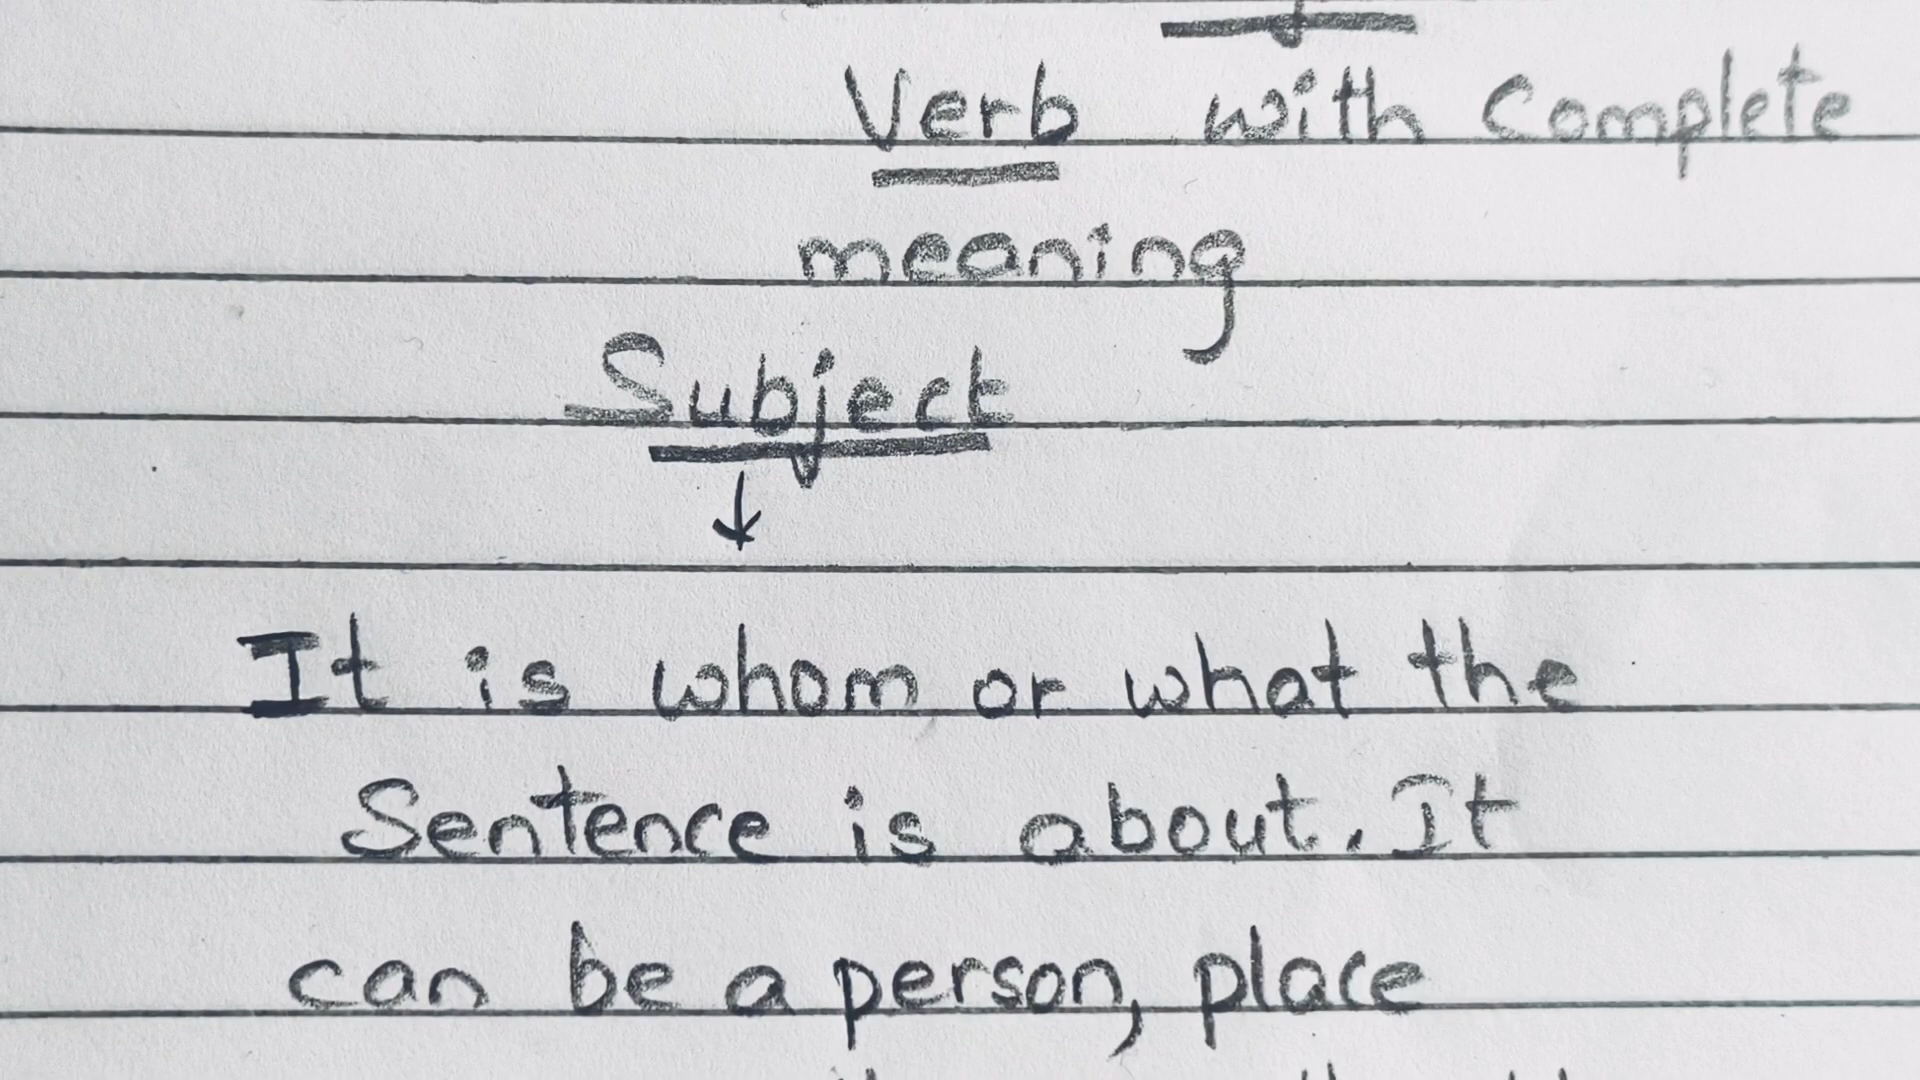 Verb with Complete
meaning
Subject
↓
It is whom or what the
Sentence is about. It
can be a person, place